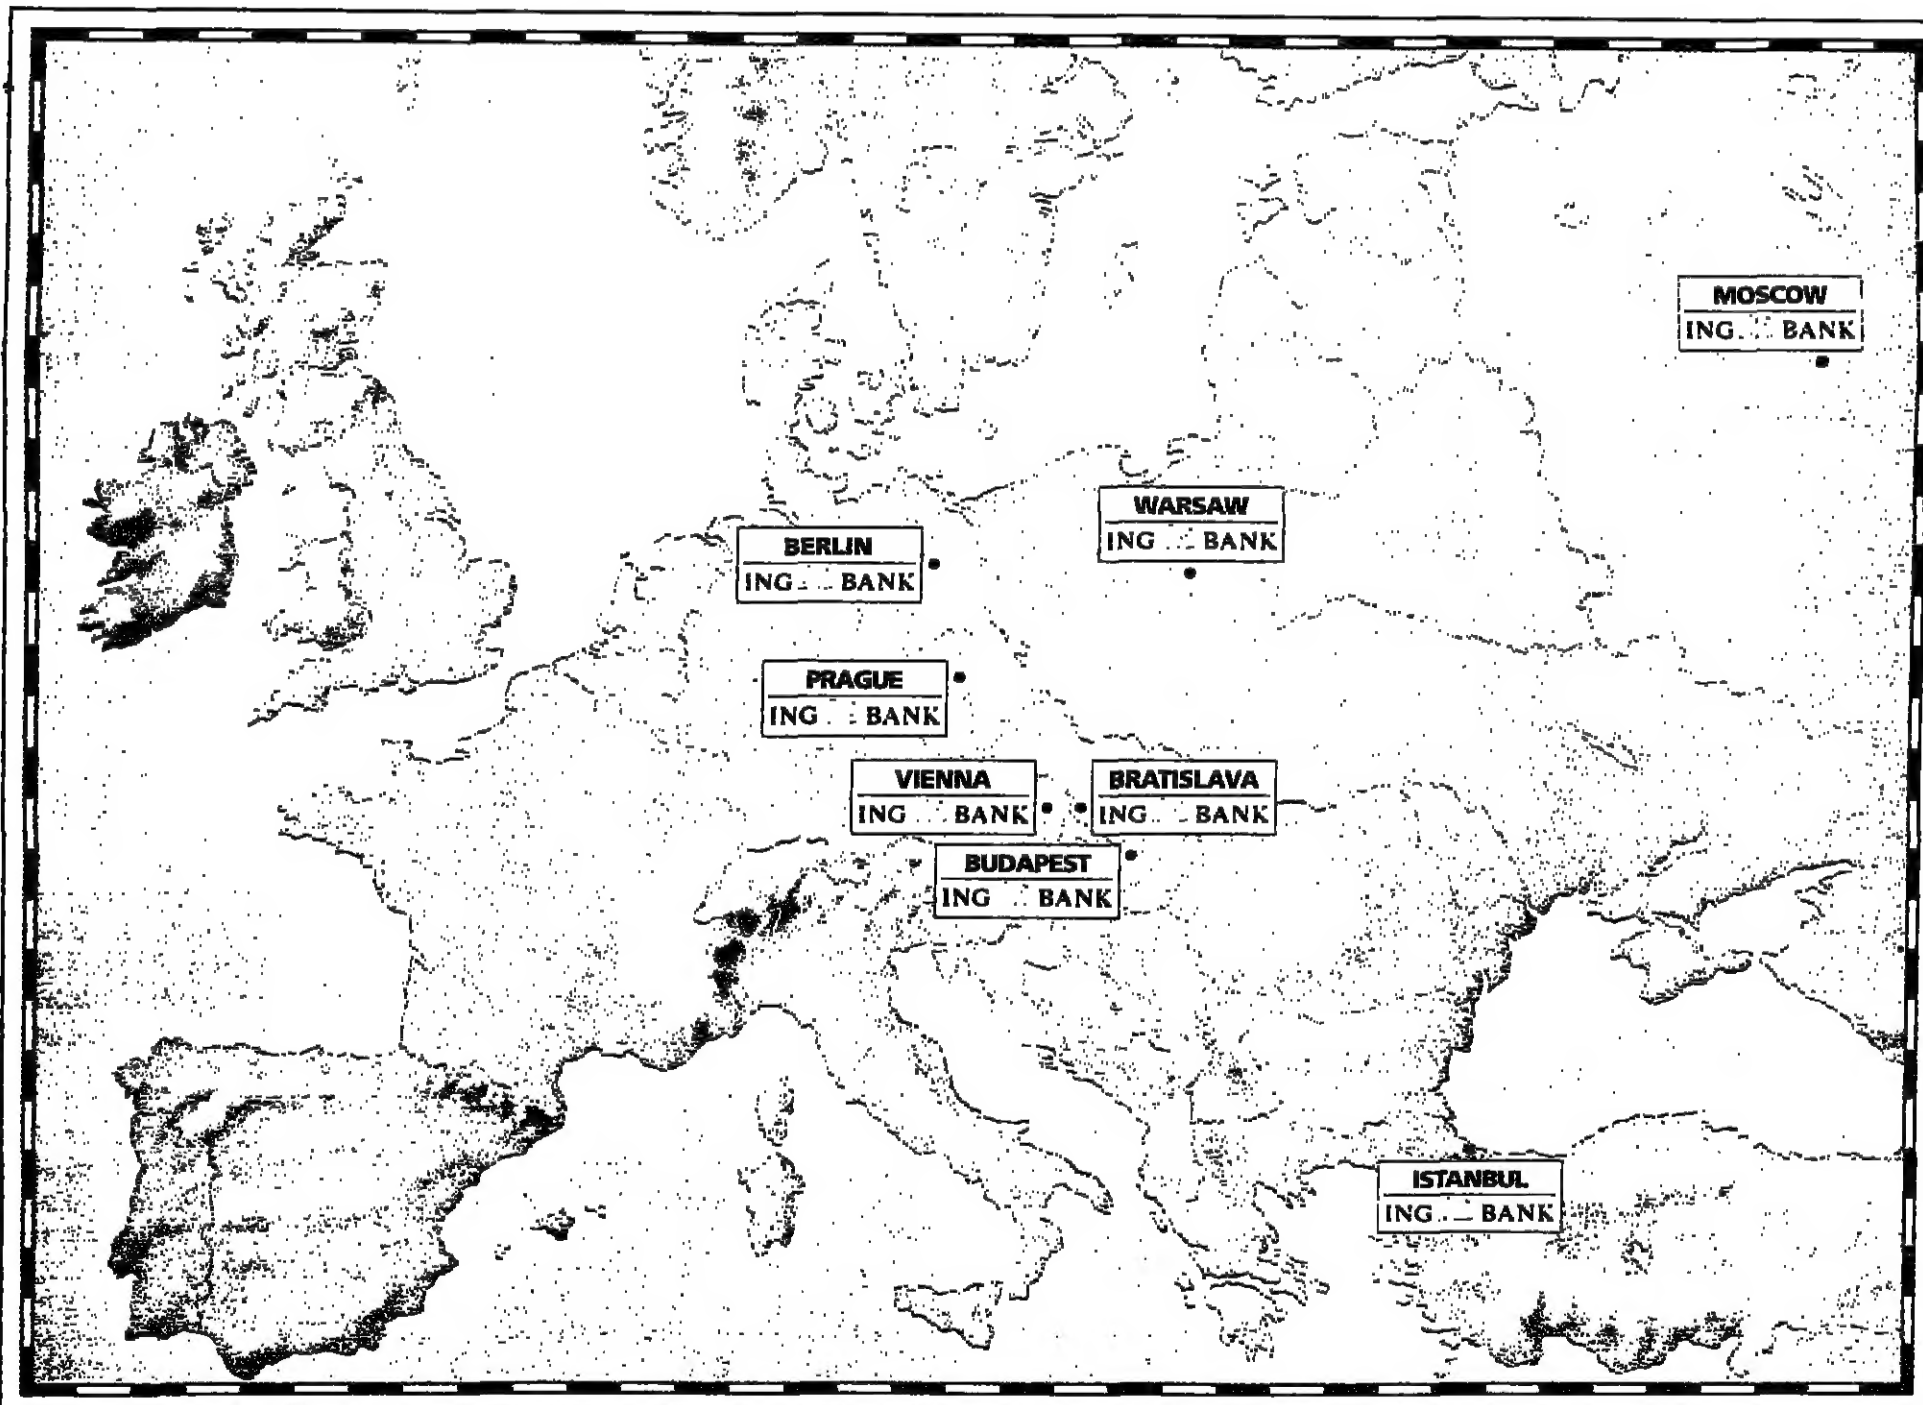 MOSCOW
ING BANK
WARSAW
ING BANK
BERLIN
ING BANK
PRAGUE
ING BANK
VIENNA
ING BANK
BRATISLAVA
ING BANK
BUDAPEST
ING BANK
ISTANBUL
ING BANK